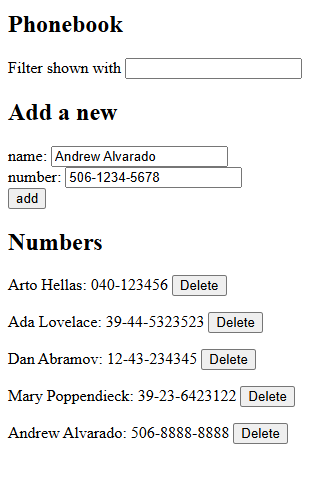 Phonebook
Filter shown with
Add a new
name: Andrew Alvarado
number: 506-1234-5678
add
Numbers
Arto Hellas: 040-123456 Delete
Ada Lovelace: 39-44-5323523 Delete
Dan Abramov: 12-43-234345 Delete
Mary Poppendieck: 39-23-6423122 Delete
Andrew Alvarado: 506-8888-8888 Delete